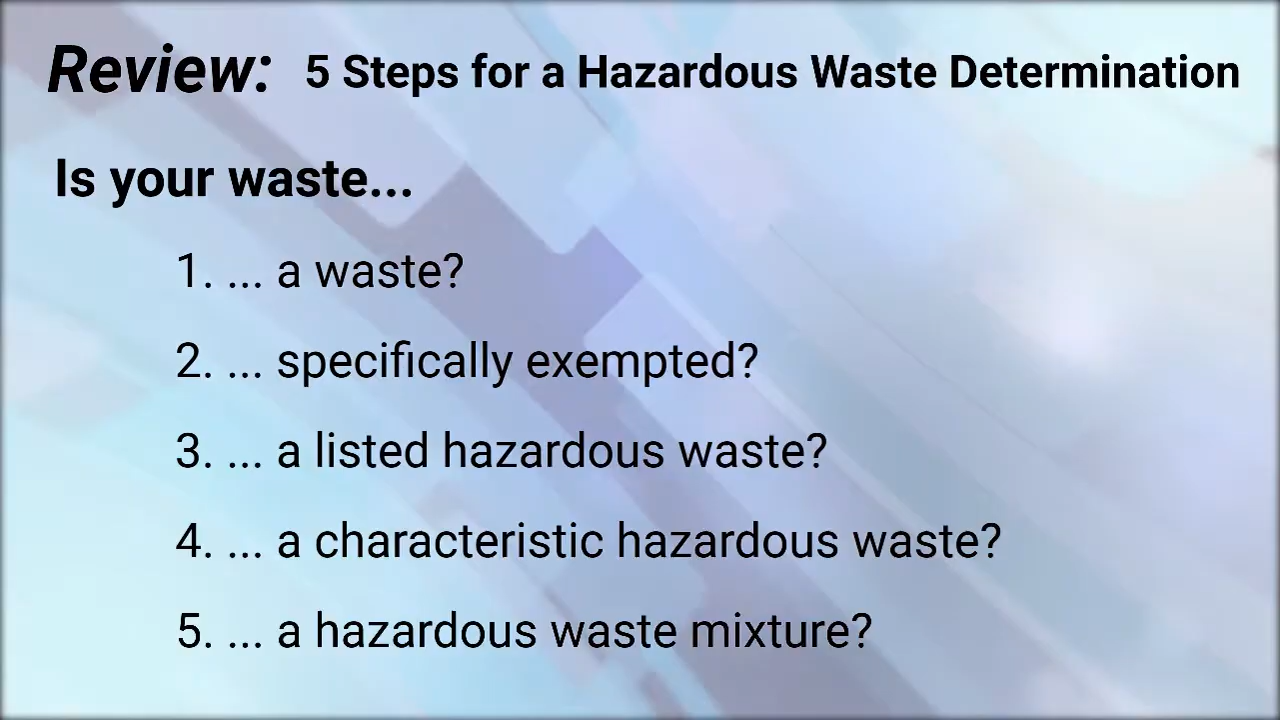 Review: 5 Steps for a Hazardous Waste Determination
Is your waste...
1. ... a waste?
2. ... specifically exempted?
3. ... a listed hazardous waste?
4. ... a characteristic hazardous waste?
5. ... a hazardous waste mixture?